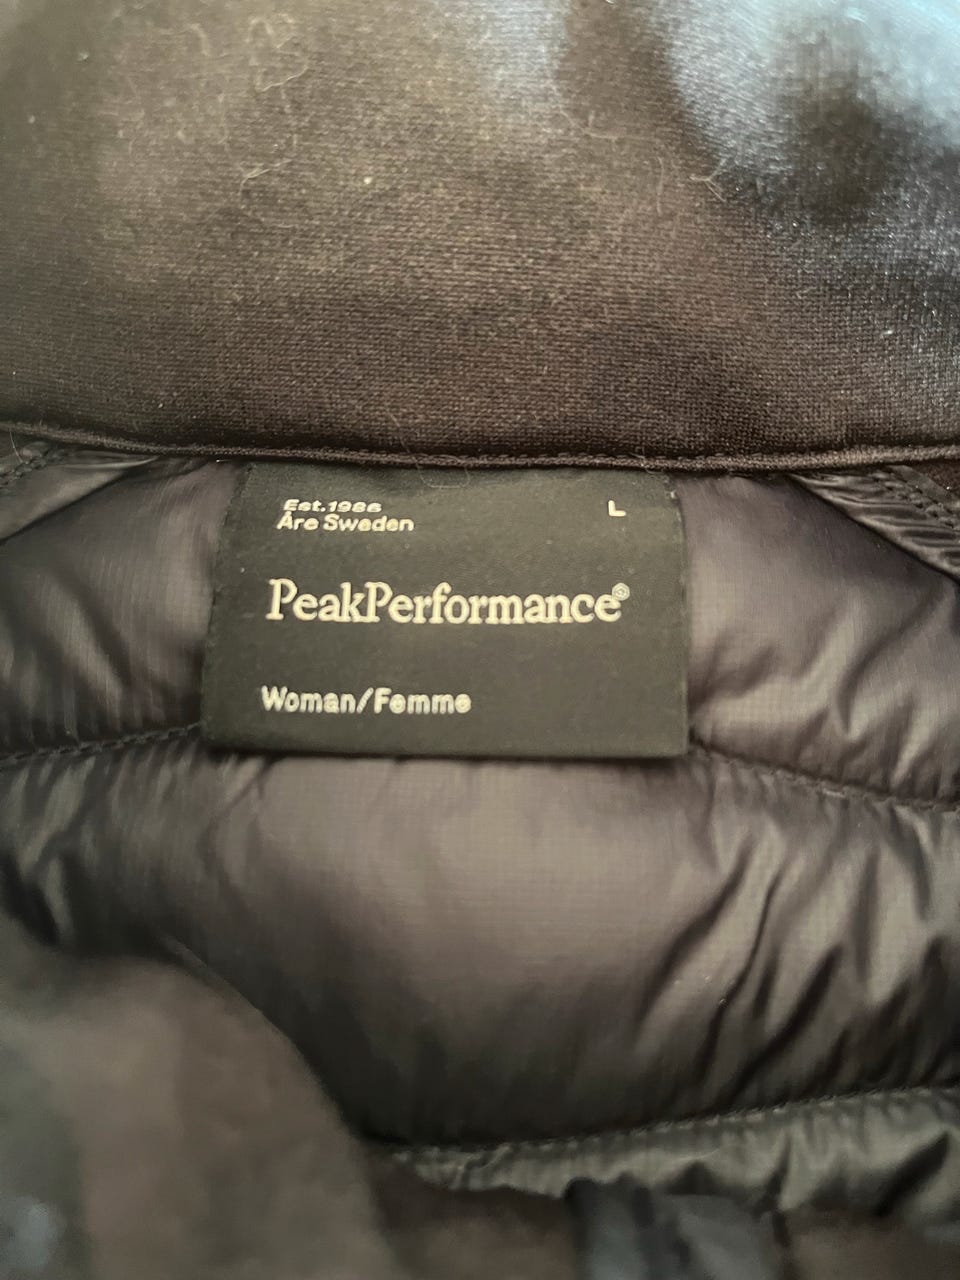 Est.1986
Åre Sweden
L
PeakPerformance®
Woman/Femme